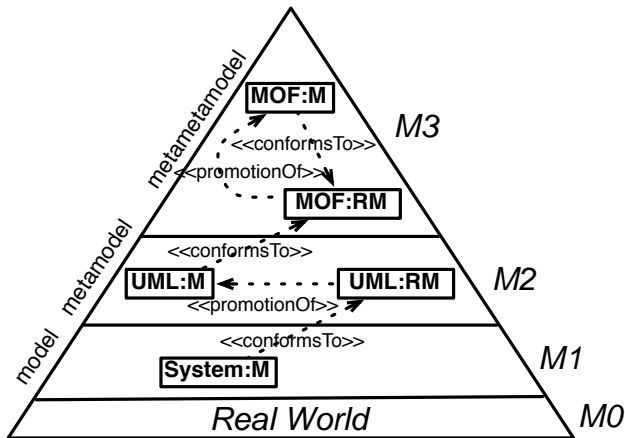 MOF:M
M3
<<conformsTo>>
<<promotionOf>>
metametamodel
MOF:RM
<<conformsTo>>
metamodel
UML:M
UML:RM
M2
<<promotionOf>>
model
<<conformsTo>>
M1
System:M
Real World
M0